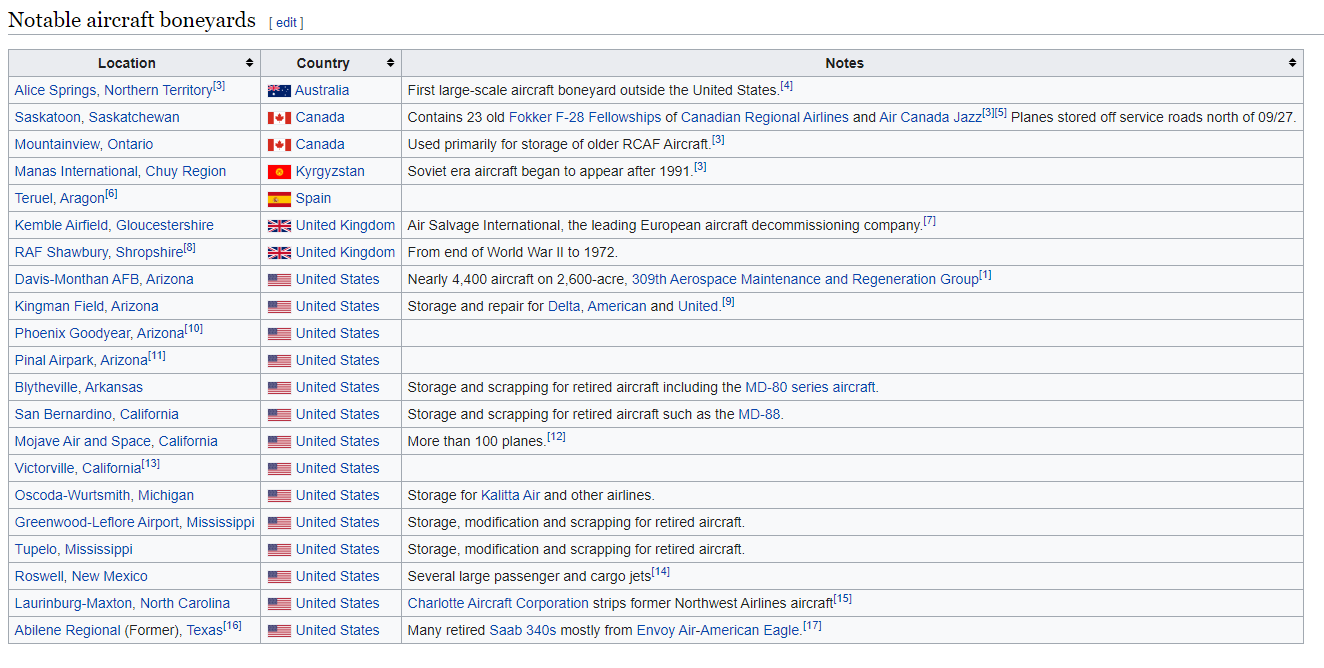 Notable aircraft boneyards [ edit ]
Location Country Notes
Alice Springs, Northern Territory[3] Australia First large-scale aircraft boneyard outside the United States.[4]
Saskatoon, Saskatchewan Canada Contains 23 old Fokker F-28 Fellowships of Canadian Regional Airlines and Air Canada Jazz[3][5] Planes stored off service roads north of 09/27.
Mountainview, Ontario Canada Used primarily for storage of older RCAF Aircraft.[3]
Manas International, Chuy Region Kyrgyzstan Soviet era aircraft began to appear after 1991.[3]
Teruel, Aragon[6] Spain
Kemble Airfield, Gloucestershire United Kingdom Air Salvage International, the leading European aircraft decommissioning company.[7]
RAF Shawbury, Shropshire[8] United Kingdom From end of World War II to 1972.
Davis-Monthan AFB, Arizona United States Nearly 4,400 aircraft on 2,600-acre, 309th Aerospace Maintenance and Regeneration Group[1]
Kingman Field, Arizona United States Storage and repair for Delta, American and United.[9]
Phoenix Goodyear, Arizona[10] United States
Pinal Airpark, Arizona[11] United States
Blytheville, Arkansas United States Storage and scrapping for retired aircraft including the MD-80 series aircraft.
San Bernardino, California United States Storage and scrapping for retired aircraft such as the MD-88.
Mojave Air and Space, California United States More than 100 planes.[12]
Victorville, California[13] United States
Oscoda-Wurtsmith, Michigan United States Storage for Kalitta Air and other airlines.
Greenwood-Leflore Airport, Mississippi United States Storage, modification and scrapping for retired aircraft.
Tupelo, Mississippi United States Storage, modification and scrapping for retired aircraft.
Roswell, New Mexico United States Several large passenger and cargo jets[14]
Laurinburg-Maxton, North Carolina United States Charlotte Aircraft Corporation strips former Northwest Airlines aircraft[15]
Abilene Regional (Former), Texas[16] United States Many retired Saab 340s mostly from Envoy Air-American Eagle.[17]